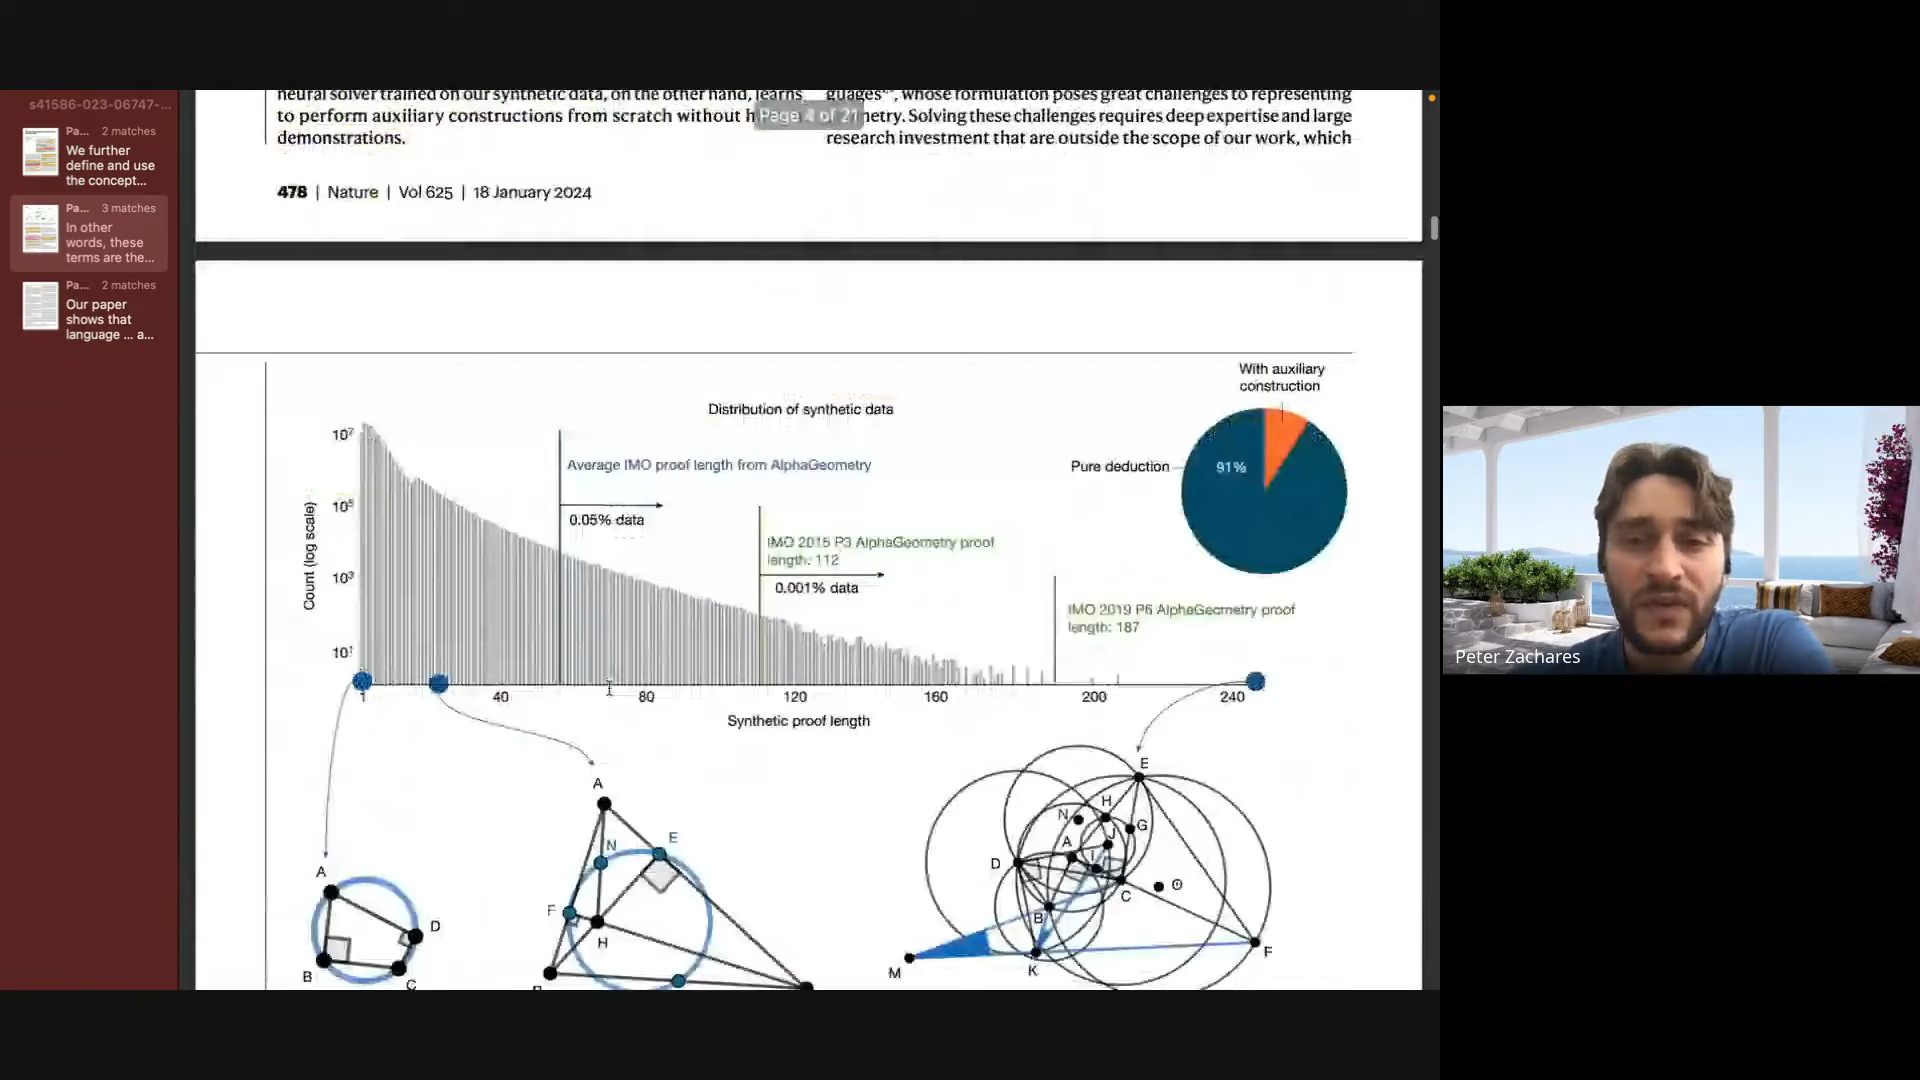 s41586-023-06747-...
Pa... 2 matches
We further
define and use
the concept...
Pa... 3 matches
In other
words, these
terms are the...
Pa... 2 matches
Our paper
shows that
language ... a...
neural solver trained on our synthetic data, on the other hand, learns
to perform auxiliary constructions from scratch without
demonstrations.
, whose formulation poses great challenges to representing
Solving these challenges requires deep expertise and large
research investment that are outside the scope of our work, which
Page 4 of 21
478 | Nature | Vol 625 | 18 January 2024
With auxiliary
construction
Distribution of synthetic data
Pure deduction
91%
Count (log scale)
10⁷
10⁵
10³
10¹
Average IMO proof length from AlphaGeometry
0.05% data
IMO 2015 P3 AlphaGeometry proof
length: 112
0.001% data
IMO 2019 P6 AlphaGeometry proof
length: 187
1 40 80 120 160 200 240
Synthetic proof length
A
B
C
D
A
N
E
F
H
E
H
N
G
J
A
D
I
C
O
B
M
K
F
Peter Zachares